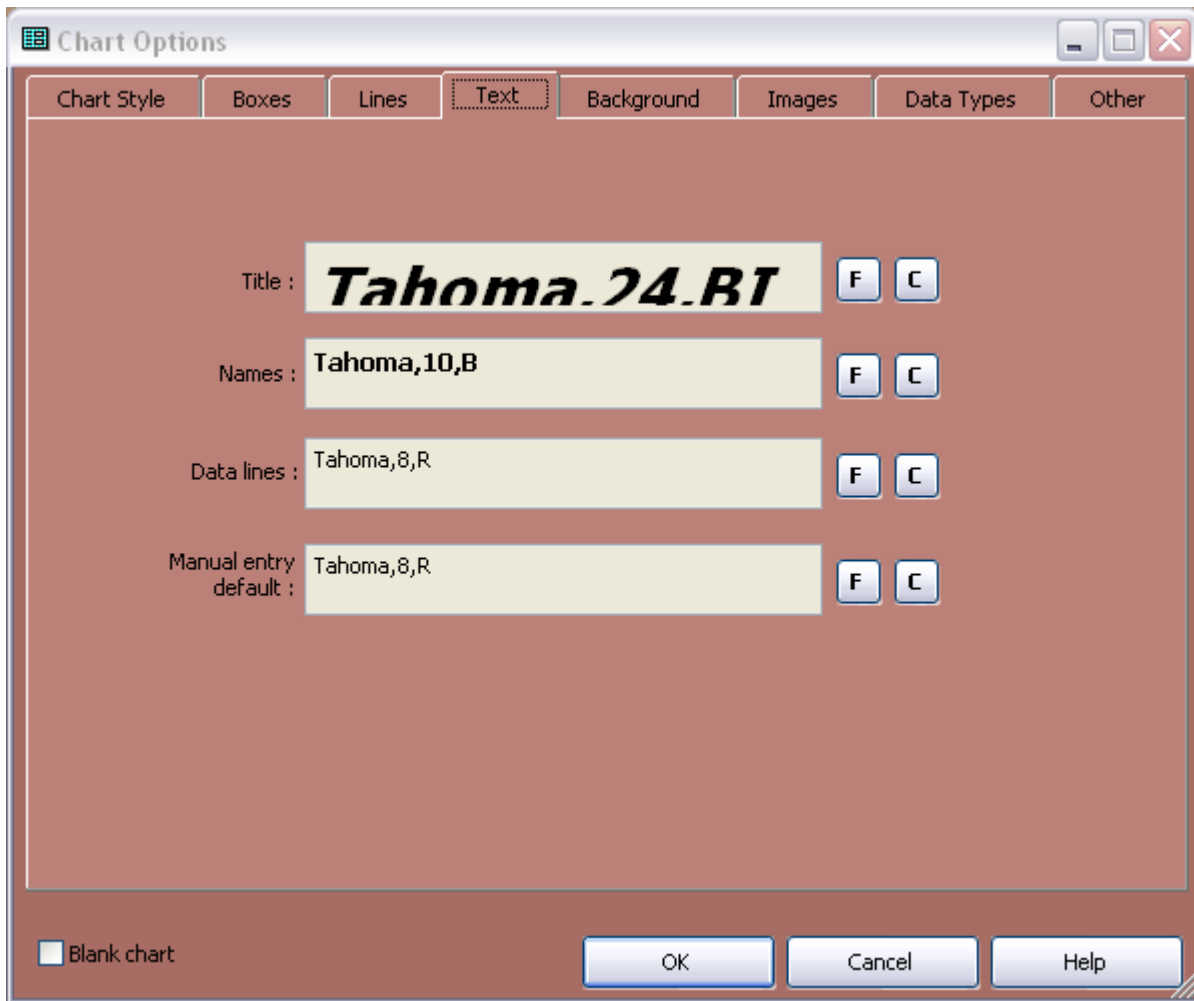 Chart Options
Chart Style Boxes Lines Text Background Images Data Types Other
Title : Tahoma,24,BI F C
Names : Tahoma,10,B F C
Data lines : Tahoma,8,R F C
Manual entry
default : Tahoma,8,R F C
Blank chart OK Cancel Help